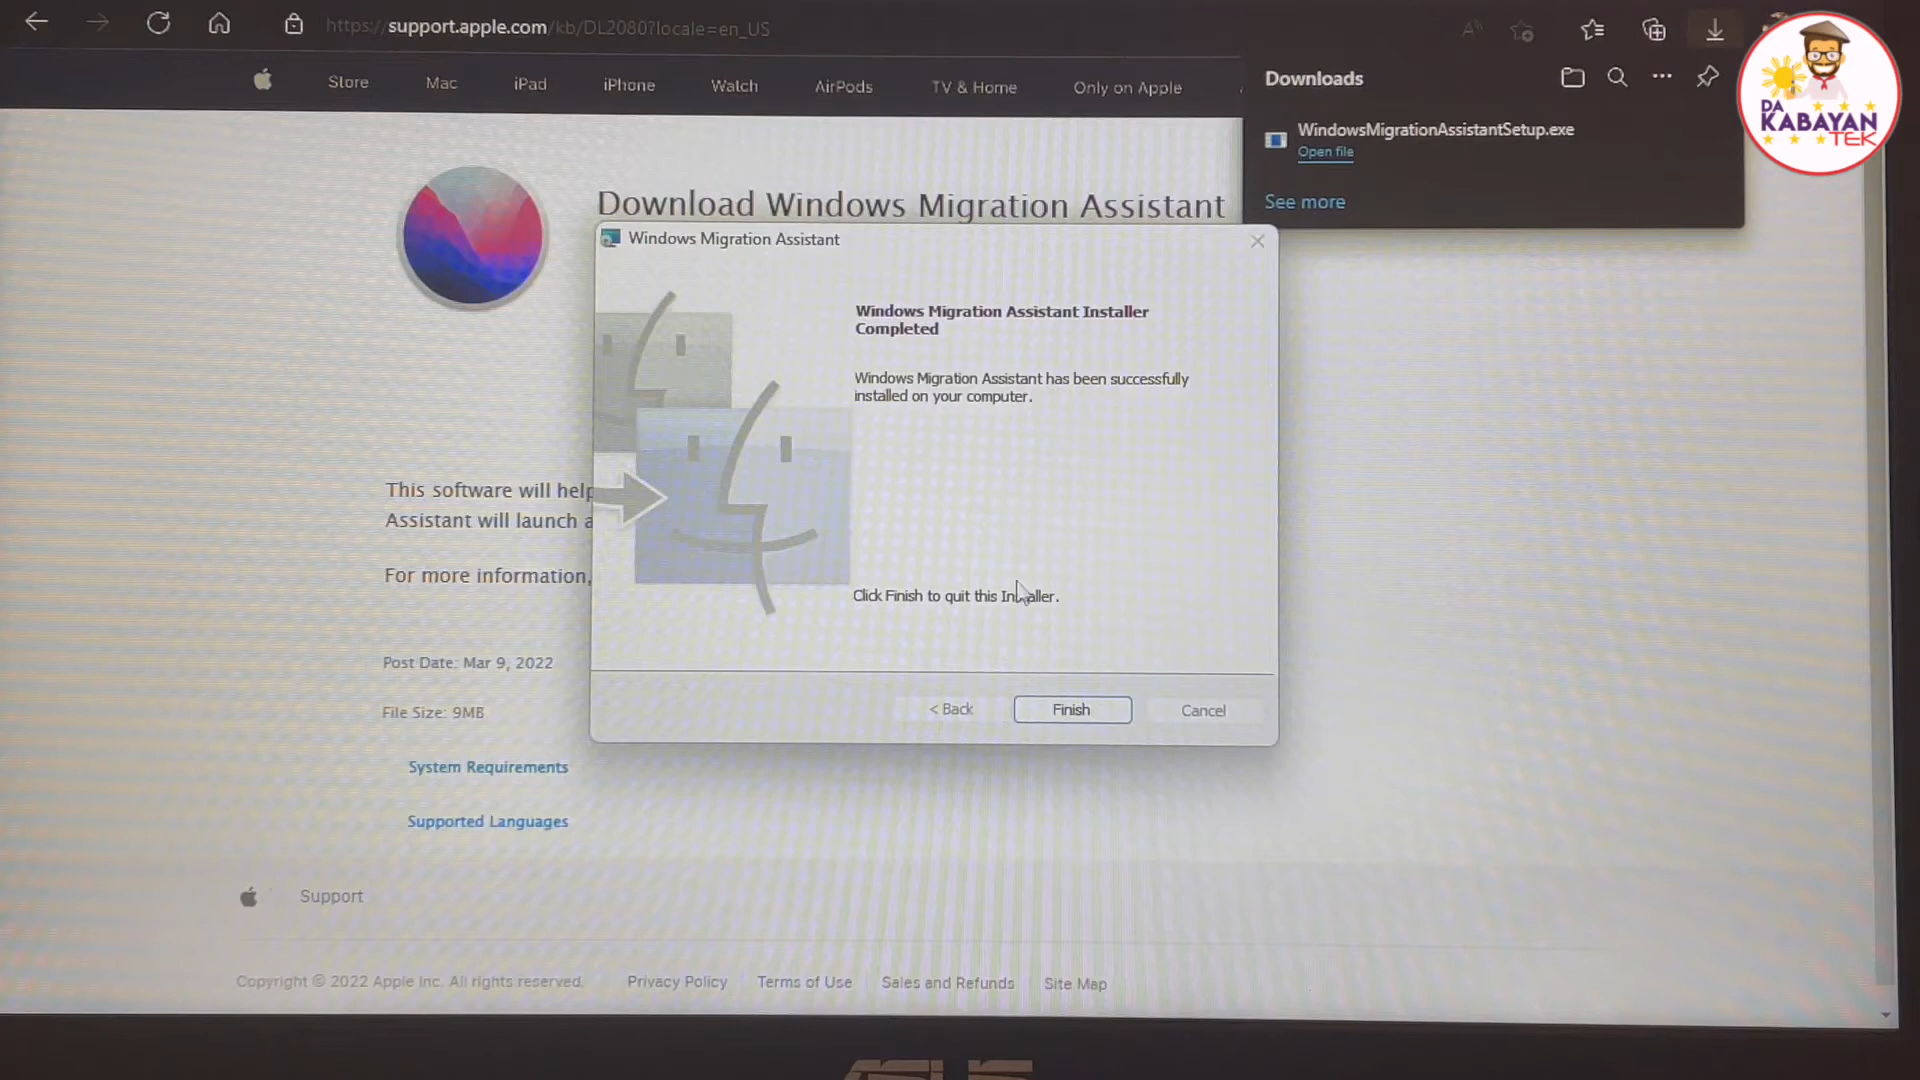 https://support.apple.com/kb/DL2080?locale=en_US
Store
Mac
iPad
iPhone
Watch
AirPods
TV & Home
Only on Apple
Downloads
WindowsMigrationAssistantSetup.exe
Open file
See more
DA
KABAYAN
TEK
Download Windows Migration Assistant
Windows Migration Assistant
Windows Migration Assistant Installer
Completed
Windows Migration Assistant has been successfully
installed on your computer.
This software will help
Assistant will launch a
For more information,
Click Finish to quit this Installer.
Post Date: Mar 9, 2022
File Size: 9MB
< Back
Finish
Cancel
System Requirements
Supported Languages
Support
Copyright © 2022 Apple Inc. All rights reserved.
Privacy Policy
Terms of Use
Sales and Refunds
Site Map